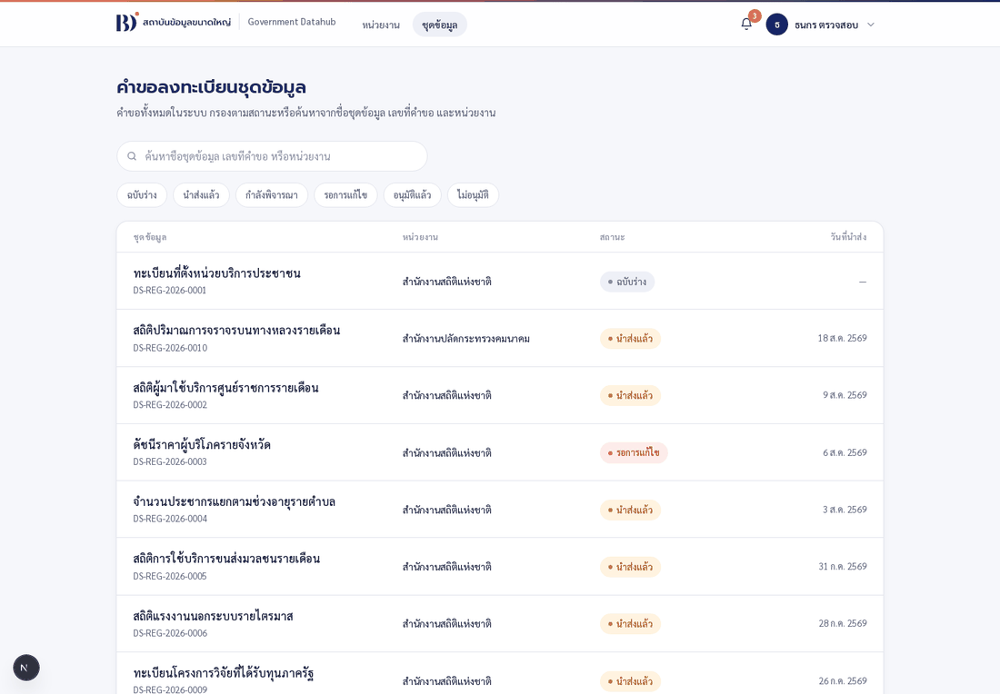 สถาบันข้อมูลขนาดใหญ่
Government Datahub
หน่วยงาน
ชุดข้อมูล
3
ธ
ธนกร ตรวจสอบ
คำขอลงทะเบียนชุดข้อมูล
คำขอทั้งหมดในระบบ กรองตามสถานะหรือค้นหาจากชื่อชุดข้อมูล เลขที่คำขอ และหน่วยงาน
ค้นหาชื่อชุดข้อมูล เลขที่คำขอ หรือหน่วยงาน
ฉบับร่าง นำส่งแล้ว กำลังพิจารณา รอการแก้ไข อนุมัติแล้ว ไม่อนุมัติ
ชุดข้อมูล หน่วยงาน สถานะ วันที่นำส่ง
ทะเบียนที่ตั้งหน่วยบริการประชาชน
DS-REG-2026-0001
สำนักงานสถิติแห่งชาติ
ฉบับร่าง
—
สถิติปริมาณการจราจรบนทางหลวงรายเดือน
DS-REG-2026-0010
สำนักงานปลัดกระทรวงคมนาคม
นำส่งแล้ว
18 ส.ค. 2569
สถิติผู้มาใช้บริการศูนย์ราชการรายเดือน
DS-REG-2026-0002
สำนักงานสถิติแห่งชาติ
นำส่งแล้ว
9 ส.ค. 2569
ดัชนีราคาผู้บริโภครายจังหวัด
DS-REG-2026-0003
สำนักงานสถิติแห่งชาติ
รอการแก้ไข
6 ส.ค. 2569
จำนวนประชากรแยกตามช่วงอายุรายตำบล
DS-REG-2026-0004
สำนักงานสถิติแห่งชาติ
นำส่งแล้ว
3 ส.ค. 2569
สถิติการใช้บริการขนส่งมวลชนรายเดือน
DS-REG-2026-0005
สำนักงานสถิติแห่งชาติ
นำส่งแล้ว
31 ก.ค. 2569
สถิติแรงงานนอกระบบรายไตรมาส
DS-REG-2026-0006
สำนักงานสถิติแห่งชาติ
นำส่งแล้ว
28 ก.ค. 2569
ทะเบียนโครงการวิจัยที่ได้รับทุนภาครัฐ
DS-REG-2026-0009
สำนักงานสถิติแห่งชาติ
นำส่งแล้ว
26 ก.ค. 2569